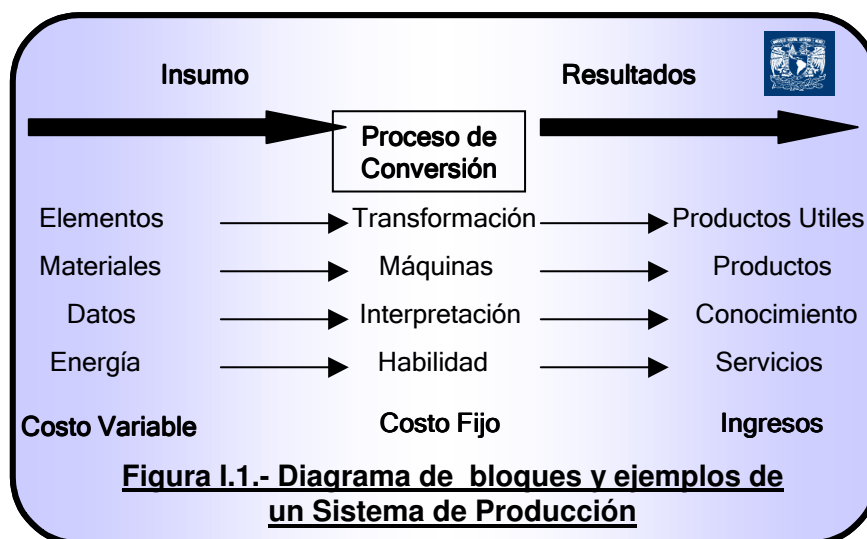 Insumo Resultados
Proceso de
Conversión
Elementos Transformación Productos Utiles
Materiales Máquinas Productos
Datos Interpretación Conocimiento
Energía Habilidad Servicios
Costo Variable Costo Fijo Ingresos
Figura I.1.- Diagrama de bloques y ejemplos de
un Sistema de Producción